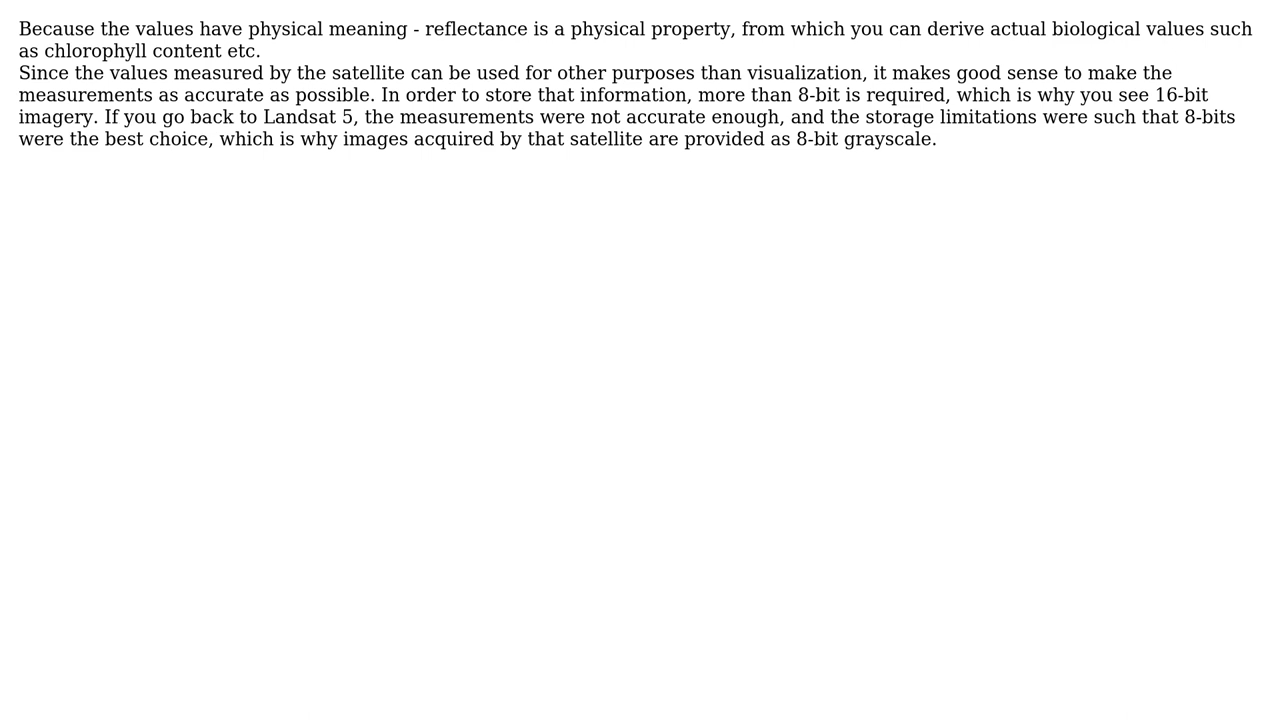 Because the values have physical meaning - reflectance is a physical property, from which you can derive actual biological values such
as chlorophyll content etc.
Since the values measured by the satellite can be used for other purposes than visualization, it makes good sense to make the
measurements as accurate as possible. In order to store that information, more than 8-bit is required, which is why you see 16-bit
imagery. If you go back to Landsat 5, the measurements were not accurate enough, and the storage limitations were such that 8-bits
were the best choice, which is why images acquired by that satellite are provided as 8-bit grayscale.